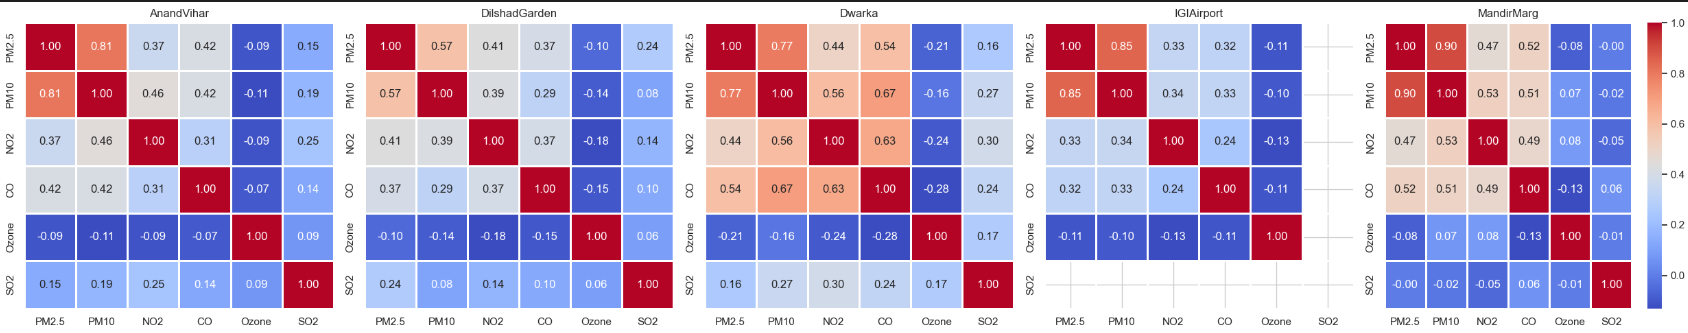 AnandVihar
PM2.5 1.00 0.81 0.37 0.42 -0.09 0.15
PM10 0.81 1.00 0.46 0.42 -0.11 0.19
NO2 0.37 0.46 1.00 0.31 -0.09 0.25
CO 0.42 0.42 0.31 1.00 -0.07 0.14
Ozone -0.09 -0.11 -0.09 -0.07 1.00 0.09
SO2 0.15 0.19 0.25 0.14 0.09 1.00
PM2.5 PM10 NO2 CO Ozone SO2
DilshadGarden
PM2.5 1.00 0.57 0.41 0.37 -0.10 0.24
PM10 0.57 1.00 0.39 0.29 -0.14 0.08
NO2 0.41 0.39 1.00 0.37 -0.18 0.14
CO 0.37 0.29 0.37 1.00 -0.15 0.10
Ozone -0.10 -0.14 -0.18 -0.15 1.00 0.06
SO2 0.24 0.08 0.14 0.10 0.06 1.00
PM2.5 PM10 NO2 CO Ozone SO2
Dwarka
PM2.5 1.00 0.77 0.44 0.54 -0.21 0.16
PM10 0.77 1.00 0.56 0.67 -0.16 0.27
NO2 0.44 0.56 1.00 0.63 -0.24 0.30
CO 0.54 0.67 0.63 1.00 -0.28 0.24
Ozone -0.21 -0.16 -0.24 -0.28 1.00 0.17
SO2 0.16 0.27 0.30 0.24 0.17 1.00
PM2.5 PM10 NO2 CO Ozone SO2
IGIAirport
PM2.5 1.00 0.85 0.33 0.32 -0.11
PM10 0.85 1.00 0.34 0.33 -0.10
NO2 0.33 0.34 1.00 0.24 -0.13
CO 0.32 0.33 0.24 1.00 -0.11
Ozone -0.11 -0.10 -0.13 -0.11 1.00
SO2
PM2.5 PM10 NO2 CO Ozone SO2
MandirMarg
PM2.5 1.00 0.90 0.47 0.52 -0.08 -0.00
PM10 0.90 1.00 0.53 0.51 0.07 -0.02
NO2 0.47 0.53 1.00 0.49 0.08 -0.05
CO 0.52 0.51 0.49 1.00 -0.13 0.06
Ozone -0.08 0.07 0.08 -0.13 1.00 -0.01
SO2 -0.00 -0.02 -0.05 0.06 -0.01 1.00
PM2.5 PM10 NO2 CO Ozone SO2
1.0
0.8
0.6
0.4
0.2
0.0